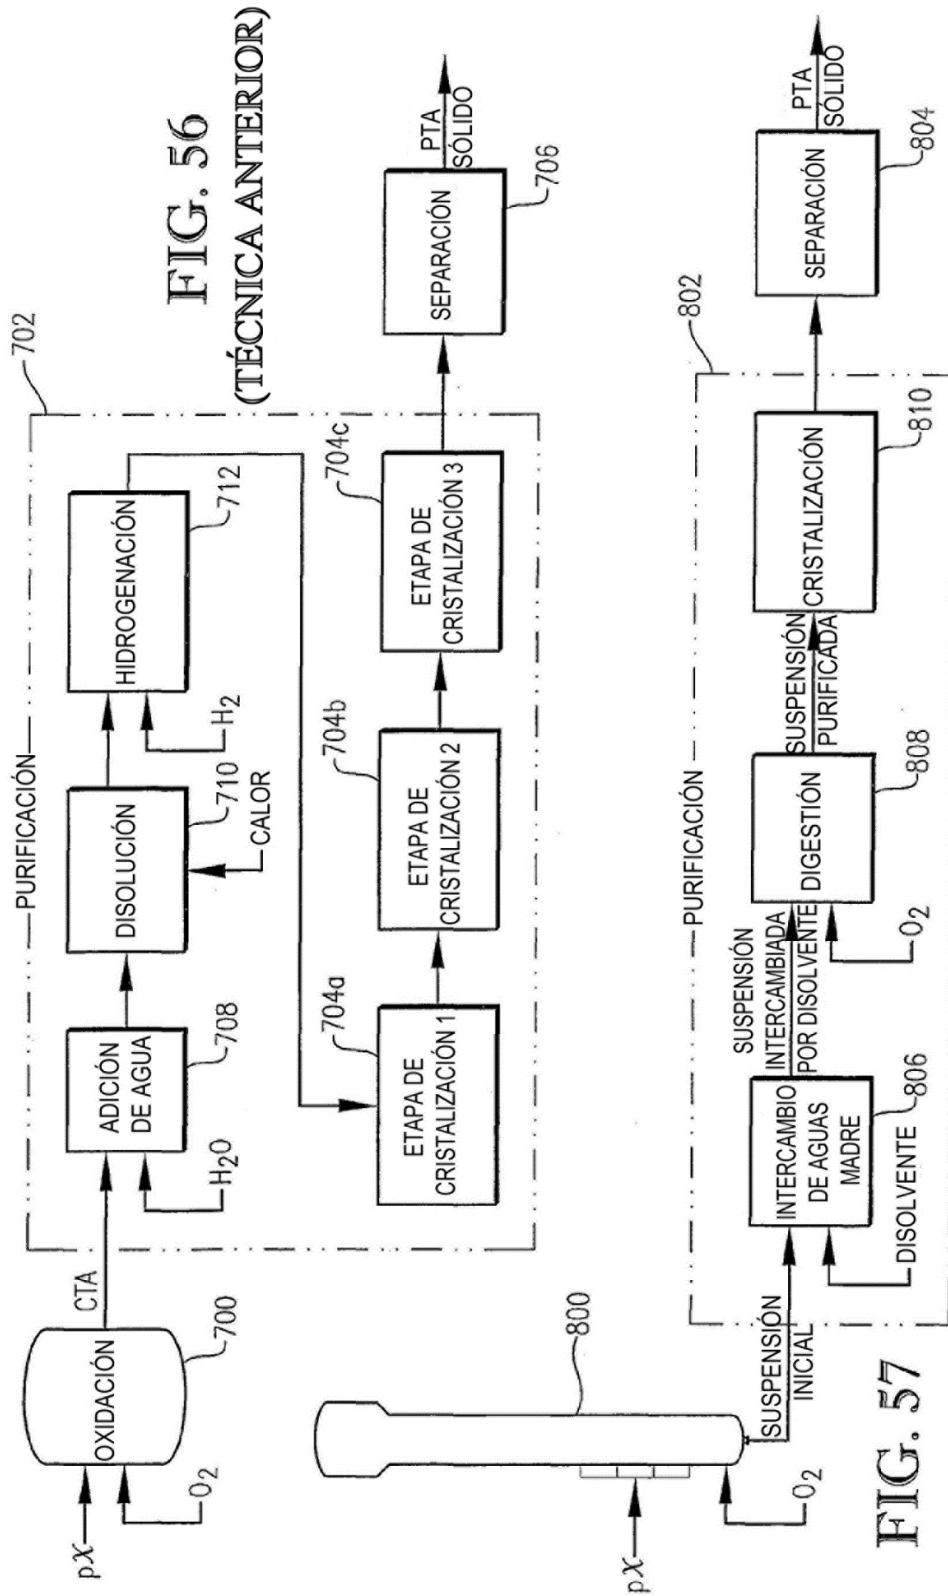 FIG. 56
(TÉCNICA ANTERIOR)
pX
O2
OXIDACIÓN
700
CTA
PURIFICACIÓN
702
H2O
ADICIÓN
DE AGUA
708
DISOLUCIÓN
710
CALOR
H2
HIDROGENACIÓN
712
ETAPA DE
CRISTALIZACIÓN 1
704a
ETAPA DE
CRISTALIZACIÓN 2
704b
ETAPA DE
CRISTALIZACIÓN 3
704c
SEPARACIÓN
706
PTA
SÓLIDO
FIG. 57
pX
O2
800
SUSPENSIÓN
INICIAL
PURIFICACIÓN
802
DISOLVENTE
INTERCAMBIO
DE AGUAS
MADRE
806
SUSPENSIÓN
INTERCAMBIADA
POR DISOLVENTE
O2
DIGESTIÓN
808
SUSPENSIÓN
PURIFICADA
CRISTALIZACIÓN
810
SEPARACIÓN
804
PTA
SÓLIDO